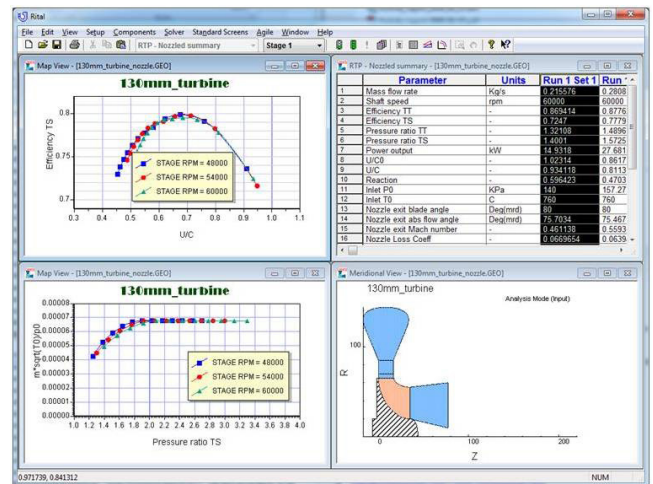 Rital
File Edit View Setup Components Solver Standard Screens Agile Window Help
RTP - Nozzled summary Stage 1
Map View - [130mm_turbine_nozzle.GEO]
130mm_turbine
Efficiency TS
0.8
0.75
0.7
STAGE RPM = 48000
STAGE RPM = 54000
STAGE RPM = 60000
0.3 0.4 0.5 0.6 0.7 0.8 0.9 1.0 1.1
U/C
RTP - Nozzled summary - [130mm_turbine_nozzle.GEO]
Parameter Units Run 1 Set 1 Run
1 Mass flow rate Kg/s 0.215576 0.2808
2 Shaft speed rpm 60000 60000
3 Efficiency TT - 0.869414 0.8776
4 Efficiency TS - 0.7247 0.7779
5 Pressure ratio TT - 1.32108 1.4896
6 Pressure ratio TS - 1.4001 1.5725
7 Power output kW 14.9318 27.681
8 U/C0 - 1.02314 0.8617
9 U/C - 0.934118 0.8113
10 Reaction - 0.596423 0.4703
11 Inlet P0 KPa 140 157.27
12 Inlet T0 C 760 760
13 Nozzle exit blade angle Deg(mrd) 80 80
14 Nozzle exit abs flow angle Deg(mrd) 75.7034 75.467
15 Nozzle exit Mach number - 0.461138 0.5593
16 Nozzle Loss Coeff - 0.0669654 0.0639
Map View - [130mm_turbine_nozzle.GEO]
130mm_turbine
m*sqrt(T0)/p0
0.00008
0.00007
0.00006
0.00005
0.00004
0.00003
0.00002
0.00001
0.00000
STAGE RPM = 48000
STAGE RPM = 54000
STAGE RPM = 60000
1.0 1.2 1.4 1.6 1.8 2.0 2.2 2.4 2.6 2.8 3.0 3.2 3.4 3.6 3.8 4.0
Pressure ratio TS
Meridional View - [130mm_turbine_nozzle.GEO]
130mm_turbine
Analysis Mode (Input)
R
100
0 100 200
Z
0.971739, 0.841312 NUM